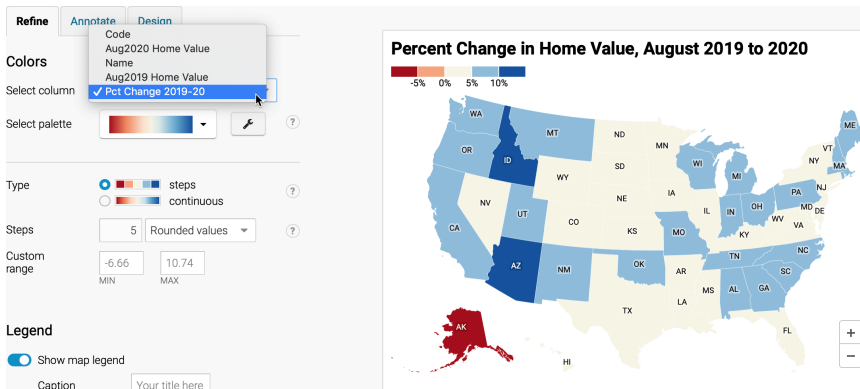 Refine
Annotate
Design
Code
Aug2020 Home Value
Name
Aug2019 Home Value
✓ Pct Change 2019-20
Colors
Select column
Select palette
?
Type
steps
continuous
?
Steps
5
Rounded values
?
Custom
range
-6.66
10.74
MIN
MAX
Legend
Show map legend
Caption
Your title here
Percent Change in Home Value, August 2019 to 2020
-5% 0% 5% 10%
WA
MT
ND
MN
ME
OR
ID
SD
WI
MI
VT
NY
MA
WY
IA
NE
PA
NJ
NV
UT
CO
IL
IN
OH
MD
DE
WV
VA
CA
KS
MO
KY
AZ
NM
OK
AR
TN
NC
SC
TX
LA
MS
AL
GA
AK
HI
FL
+
−